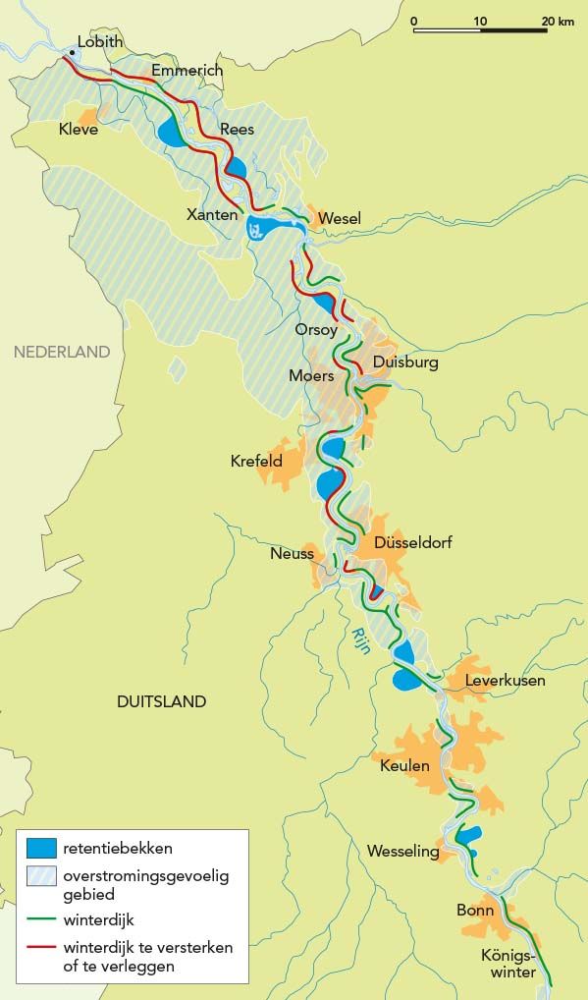 0 10 20 km
Lobith
Emmerich
Kleve
Rees
Xanten
Wesel
NEDERLAND
Orsoy
Duisburg
Moers
Krefeld
Düsseldorf
Neuss
Rijn
Leverkusen
DUITSLAND
Keulen
Wesseling
Bonn
Königs-
winter
retentiebekken
overstromingsgevoelig
gebied
winterdijk
winterdijk te versterken
of te verleggen